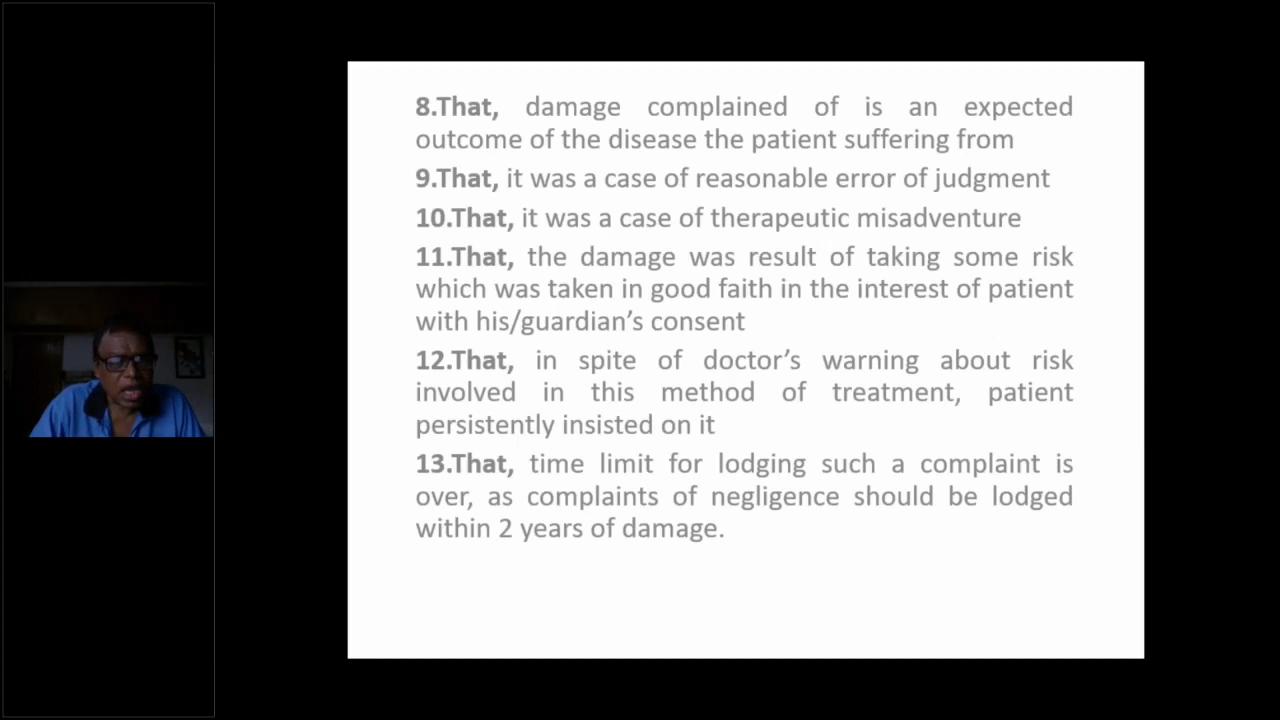 8.That, damage complained of is an expected
outcome of the disease the patient suffering from
9.That, it was a case of reasonable error of judgment
10.That, it was a case of therapeutic misadventure
11.That, the damage was result of taking some risk
which was taken in good faith in the interest of patient
with his/guardian’s consent
12.That, in spite of doctor’s warning about risk
involved in this method of treatment, patient
persistently insisted on it
13.That, time limit for lodging such a complaint is
over, as complaints of negligence should be lodged
within 2 years of damage.